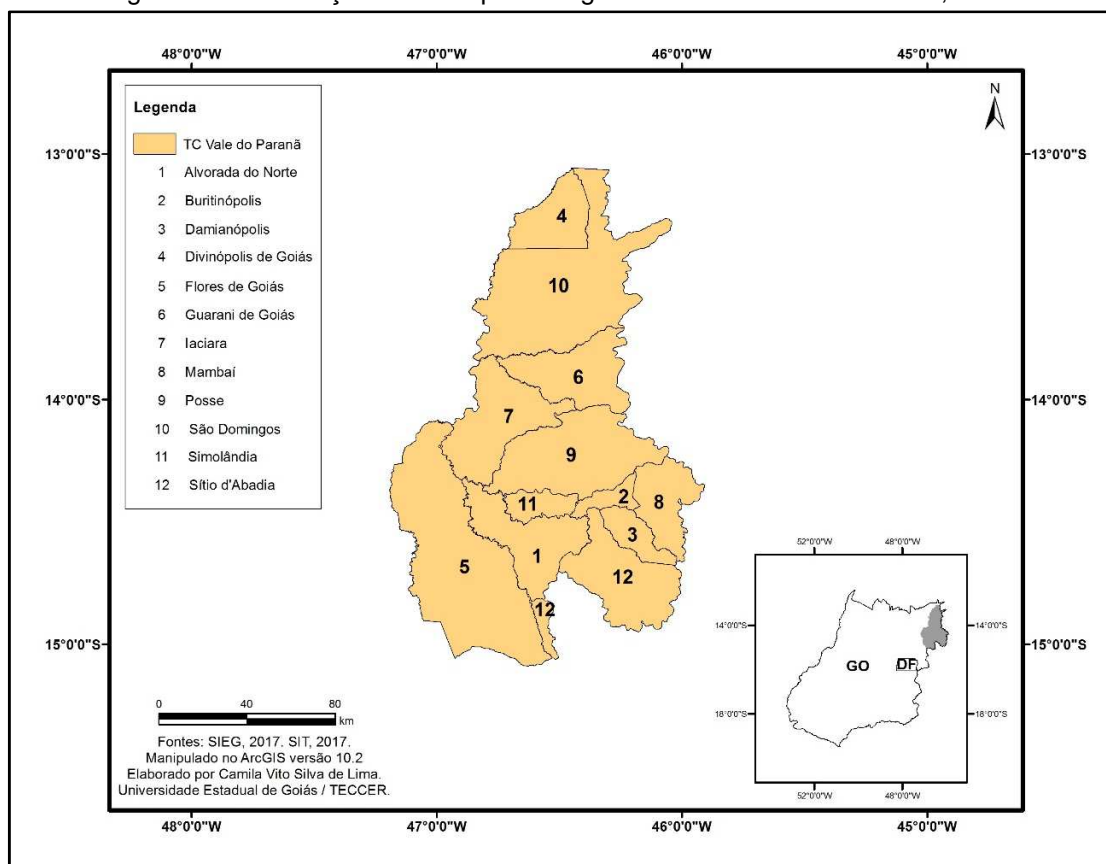 48°0'0"W 47°0'0"W 46°0'0"W 45°0'0"W
N
Legenda
TC Vale do Paranã
1 Alvorada do Norte
2 Buritinópolis
3 Damianópolis
4 Divinópolis de Goiás
5 Flores de Goiás
6 Guarani de Goiás
7 Iaciara
8 Mambaí
9 Posse
10 São Domingos
11 Simolândia
12 Sítio d'Abadia
13°0'0"S 13°0'0"S
4
10
6
14°0'0"S 14°0'0"S
7
9
2
8
11
3
1
5
12
12
15°0'0"S 15°0'0"S
52°0'0"W 48°0'0"W
14°0'0"S 14°0'0"S
GO DF
18°0'0"S 18°0'0"S
52°0'0"W 48°0'0"W
0 40 80
km
Fontes: SIEG, 2017. SIT, 2017.
Manipulado no ArcGIS versão 10.2
Elaborado por Camila Vito Silva de Lima.
Universidade Estadual de Goiás / TECCER.
48°0'0"W 47°0'0"W 46°0'0"W 45°0'0"W